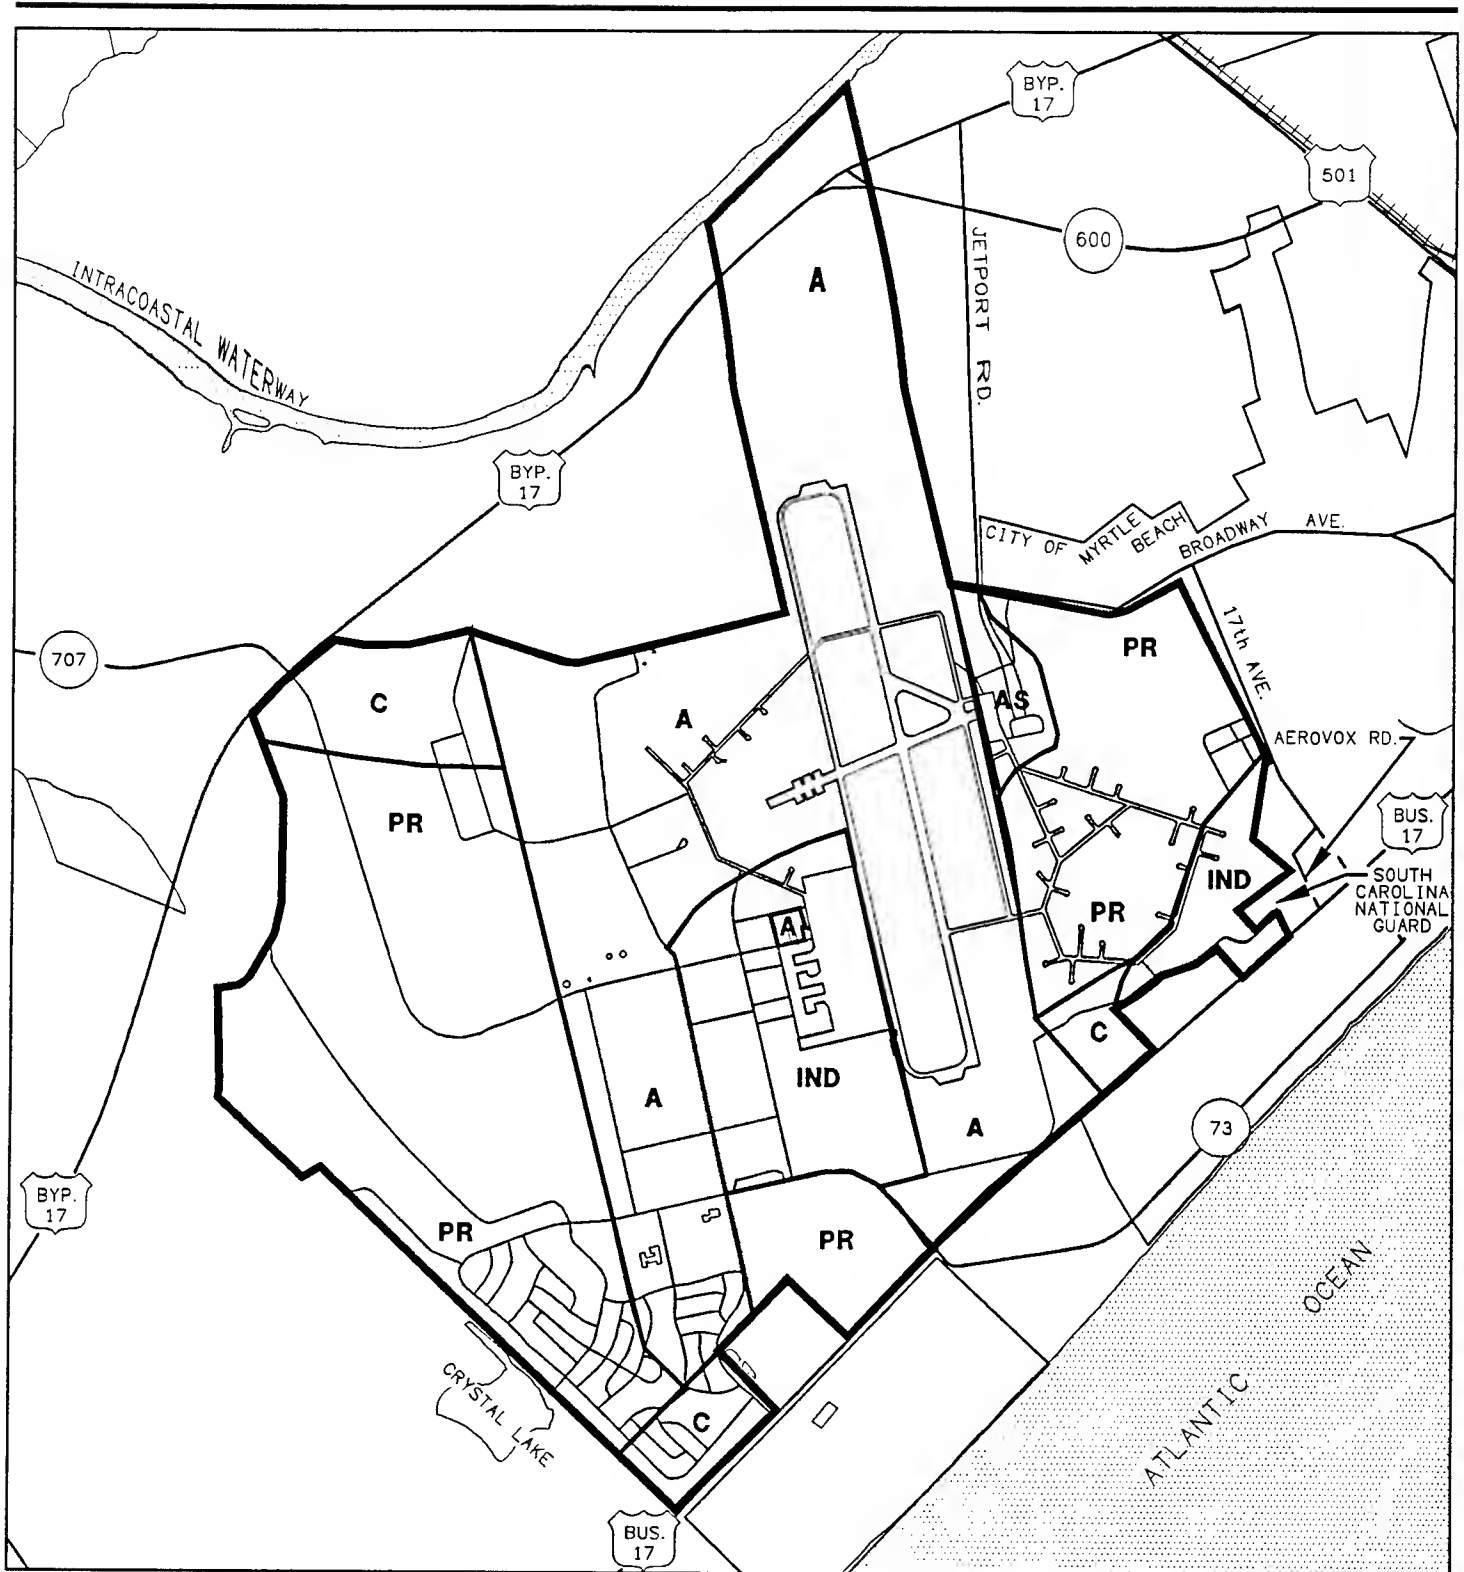 BYP.
17
501
600
A
JETPORT RD.
INTRACOASTAL WATERWAY
BYP.
17
CITY OF MYRTLE
BEACH
BROADWAY AVE.
17th AVE.
707
PR
C
A
AS
AEROVOX RD.
BUS.
17
PR
IND
SOUTH
CAROLINA
NATIONAL
GUARD
PR
A
C
IND
A
A
73
BYP.
17
PR
PR
ATLANTIC OCEAN
CRYSTAL LAKE
C
BUS.
17